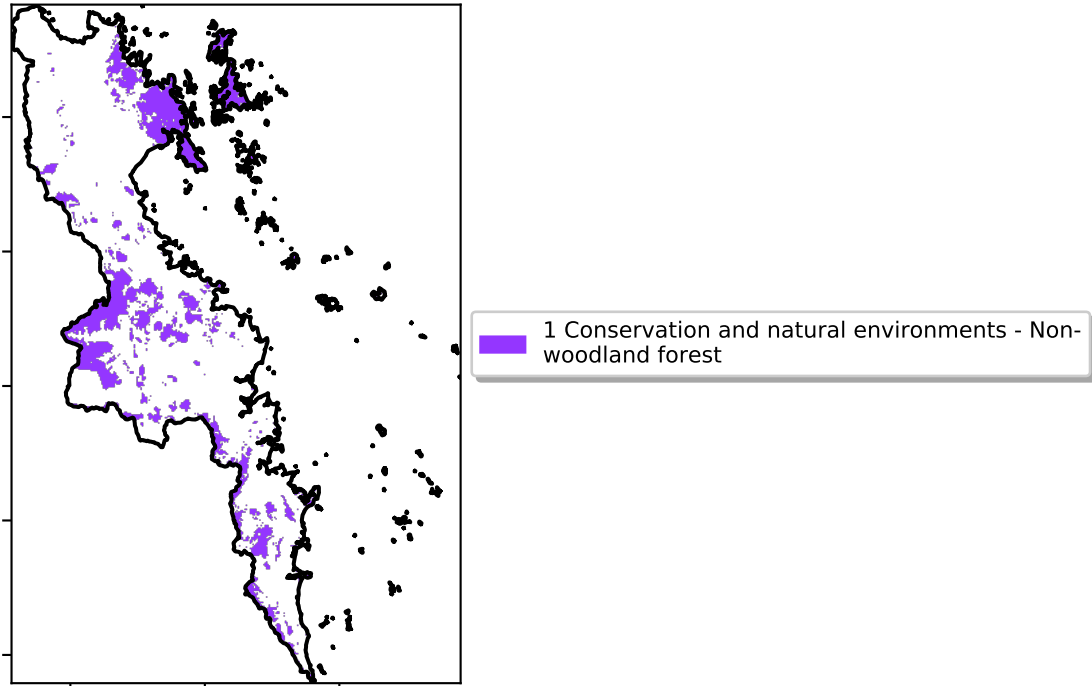 1 Conservation and natural environments - Non-
woodland forest